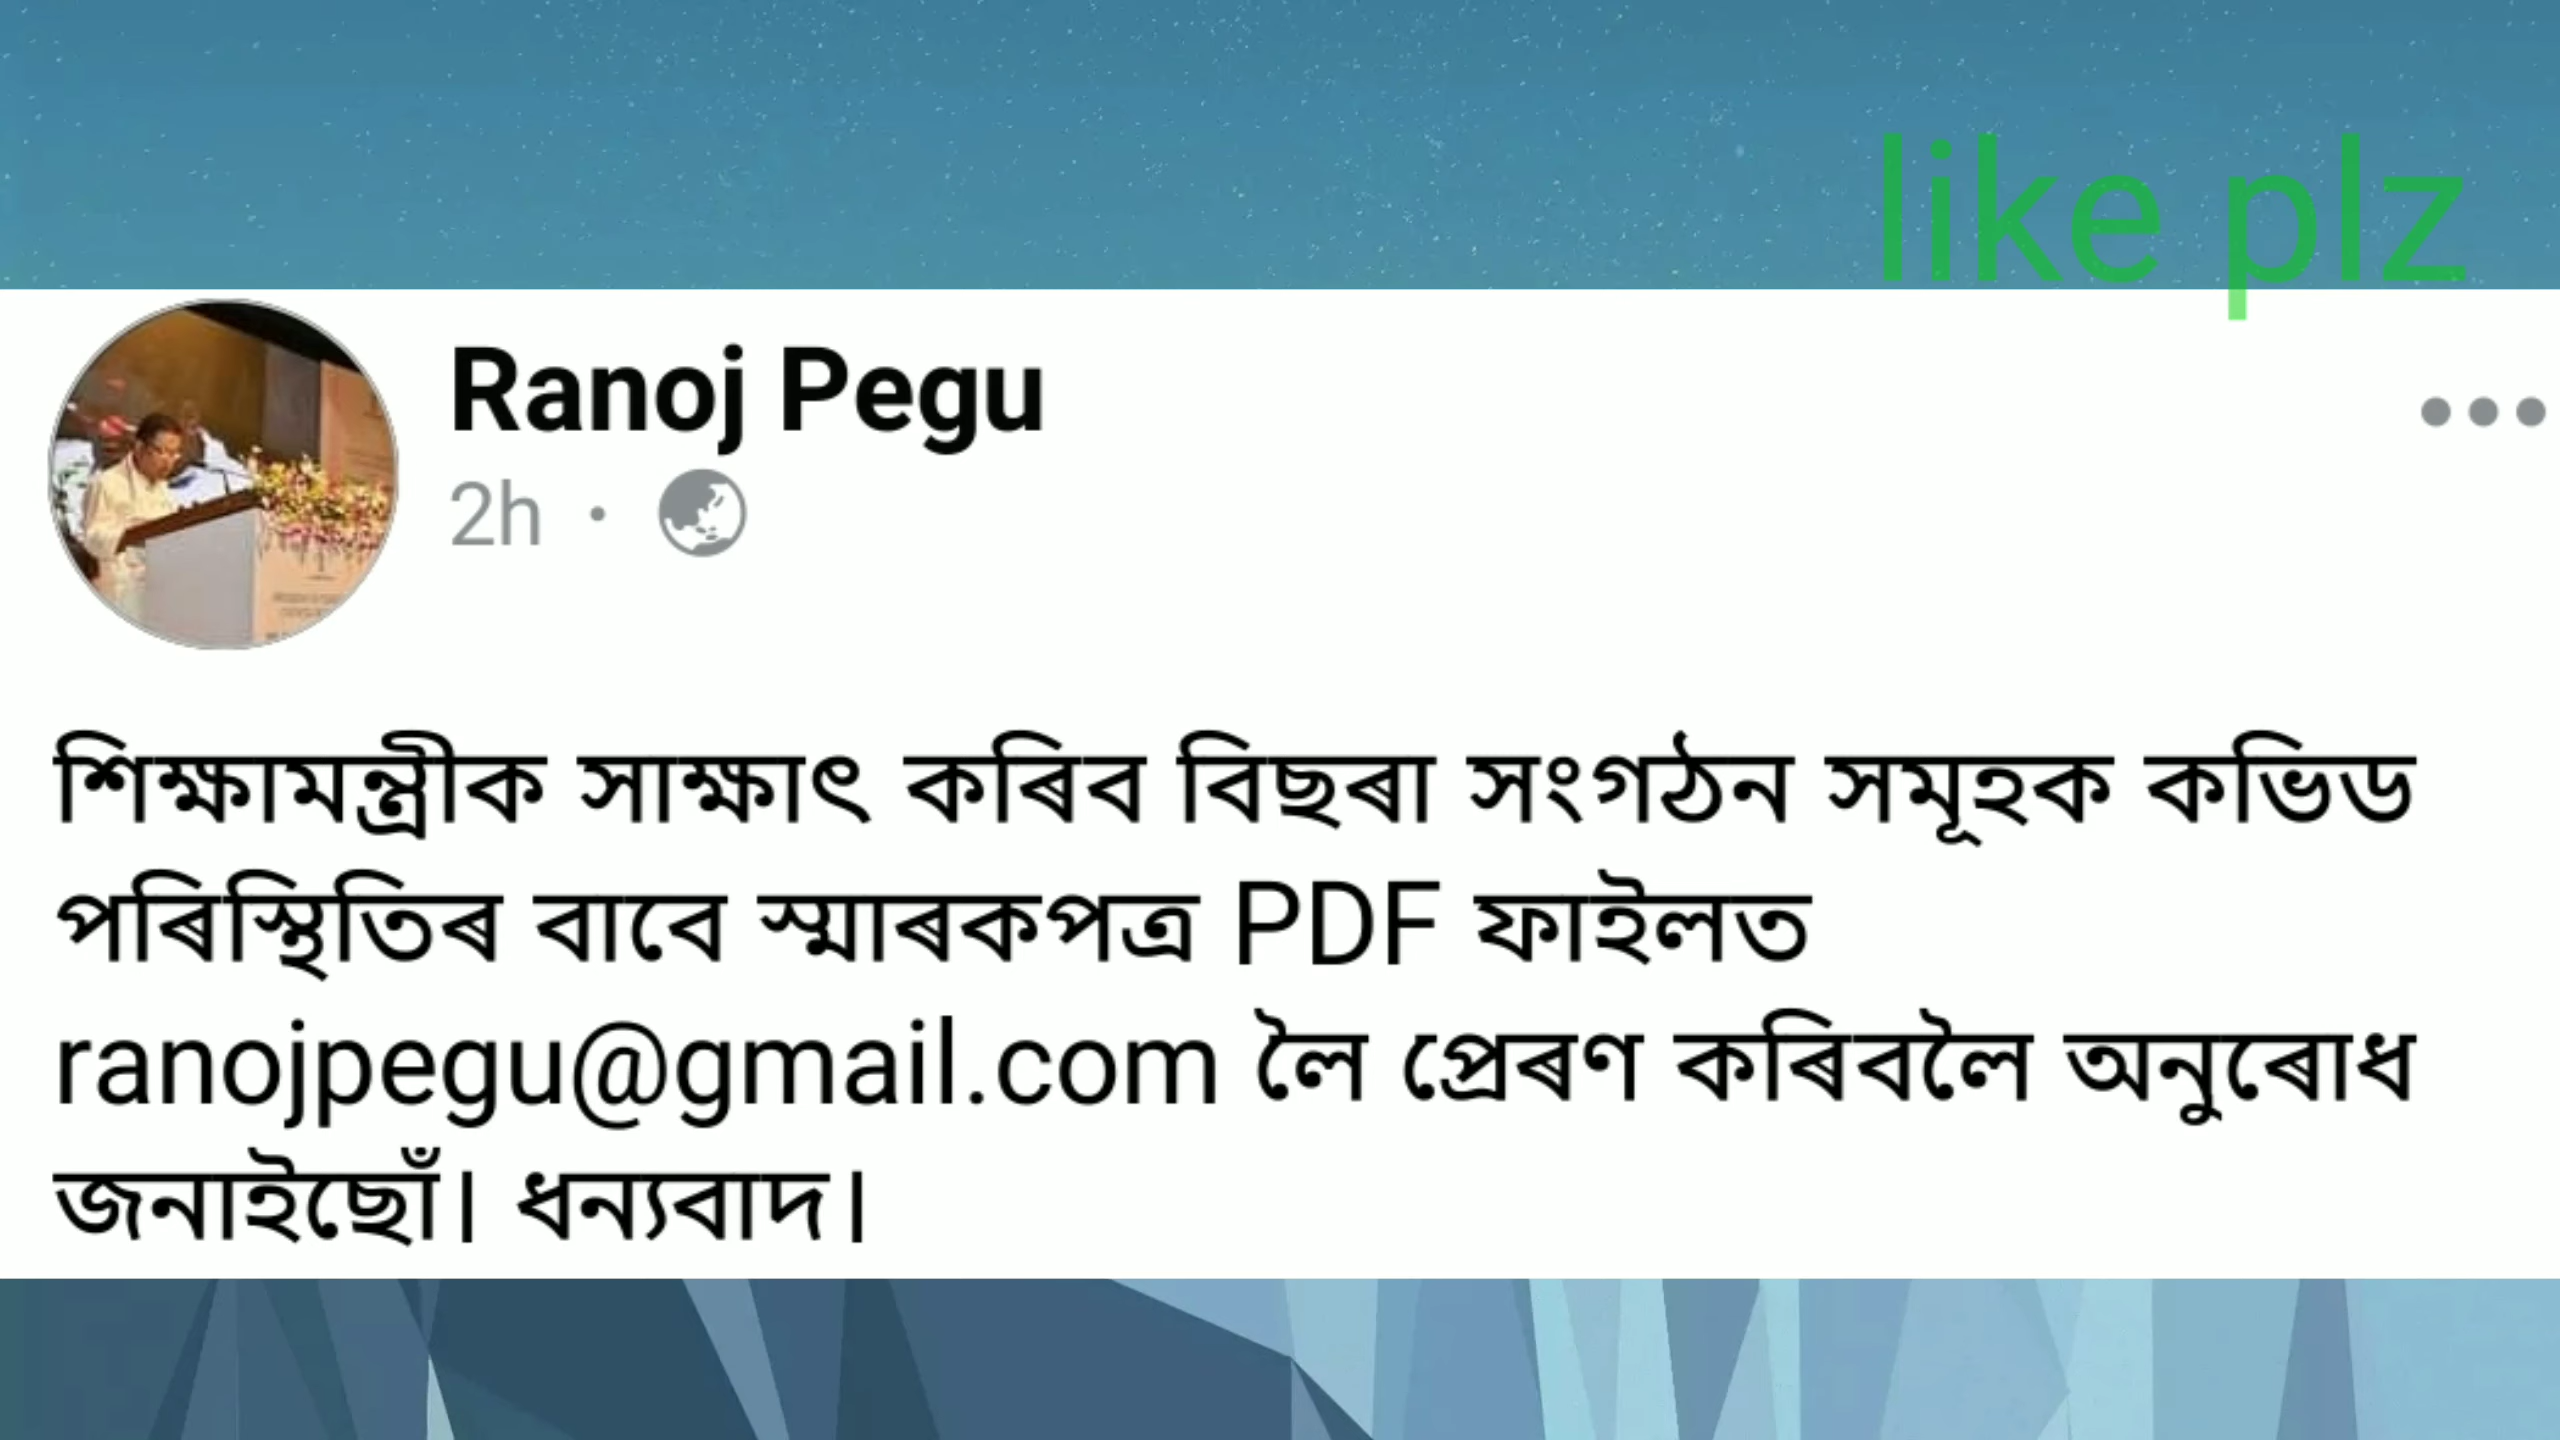 like plz
Ranoj Pegu
2h ·
শিক্ষামন্ত্ৰীক সাক্ষাৎ কৰিব বিছৰা সংগঠন সমূহক কভিড
পৰিস্থিতিৰ বাবে স্মাৰকপত্ৰ PDF ফাইলত
ranojpegu@gmail.com লৈ প্ৰেৰণ কৰিবলৈ অনুৰোধ
জনাইছোঁ। ধন্যবাদ।